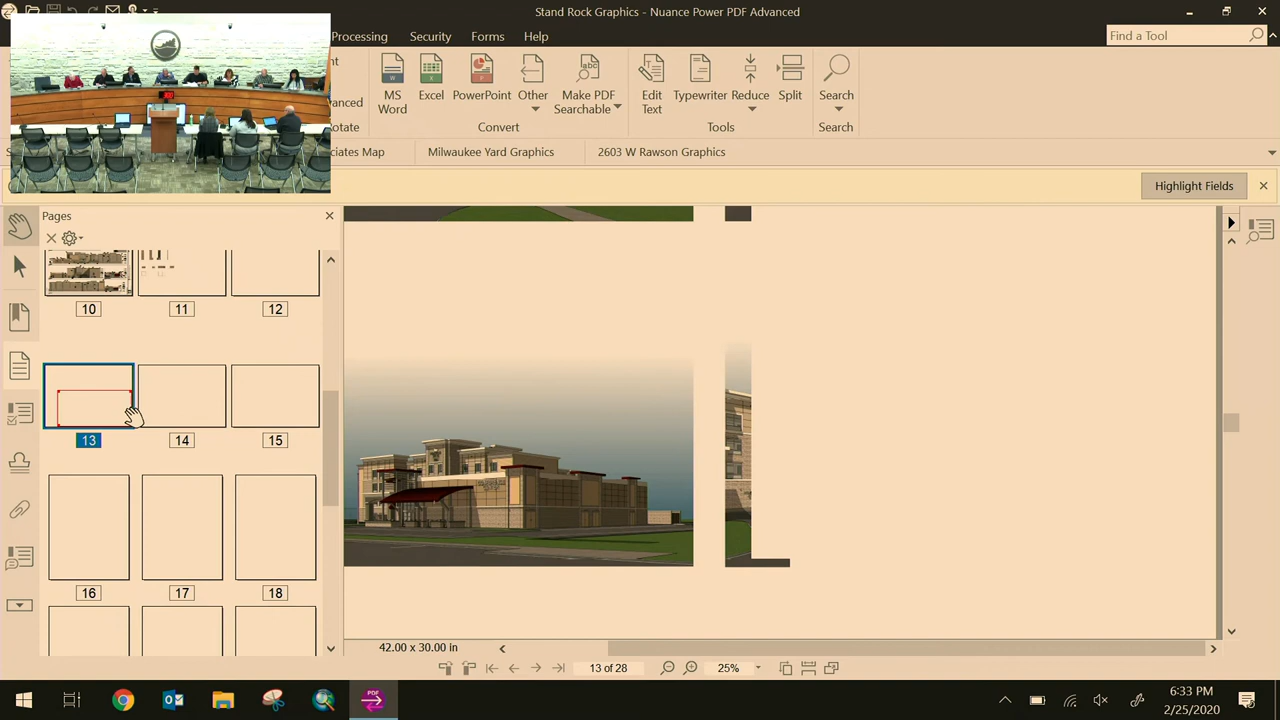 Stand Rock Graphics - Nuance Power PDF Advanced
Processing
Security
Forms
Help
Find a Tool
MS Word
Excel
PowerPoint
Other
Make PDF Searchable
Edit Text
Typewriter
Reduce
Split
Search
Convert
Tools
Search
Milwaukee Yard Graphics
2603 W Rawson Graphics
Highlight Fields
Pages
10
11
12
13
14
15
16
17
18
42.00 x 30.00 in
13 of 28
25%
PDF
6:33 PM
2/25/2020